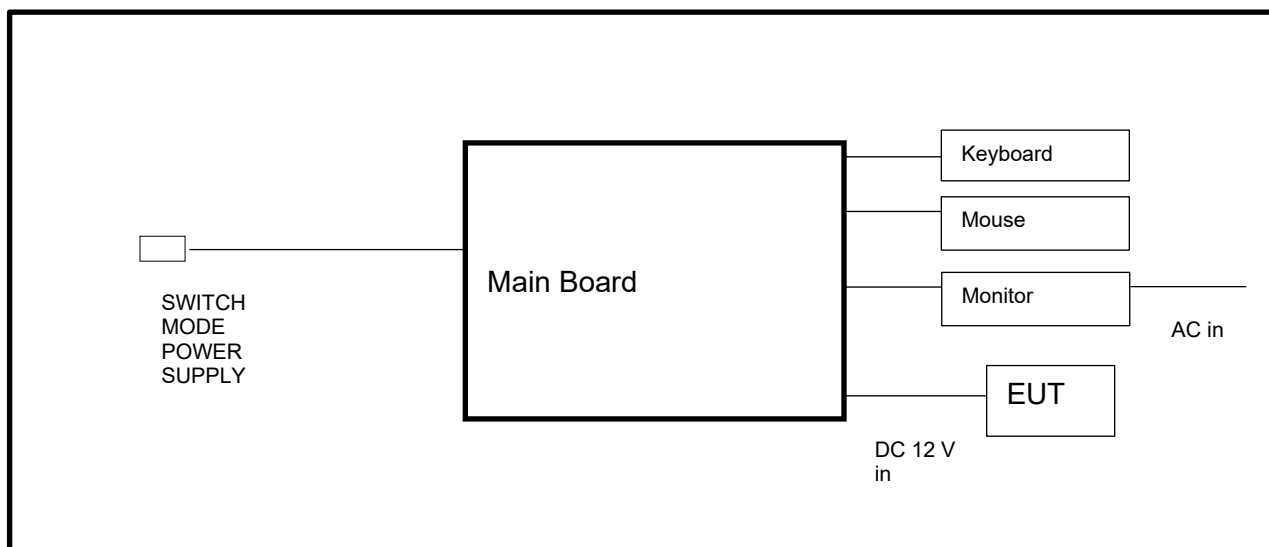 Keyboard
Mouse
Main Board
Monitor
SWITCH
MODE
POWER
SUPPLY
AC in
EUT
DC 12 V
in